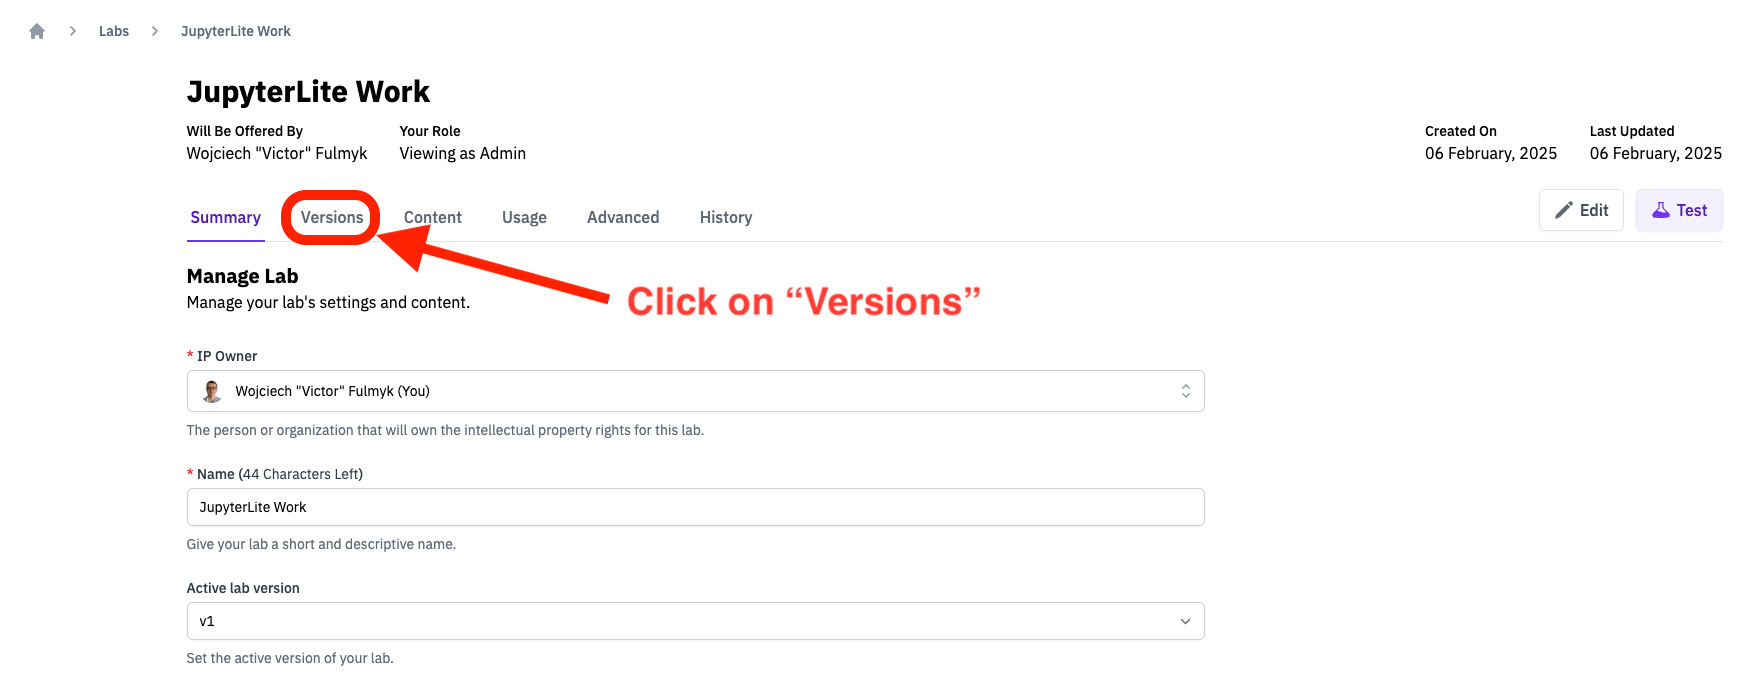 Labs JupyterLite Work
JupyterLite Work
Will Be Offered By Your Role Created On Last Updated
Wojciech "Victor" Fulmyk Viewing as Admin 06 February, 2025 06 February, 2025
Summary Versions Content Usage Advanced History Edit Test
Manage Lab
Manage your lab's settings and content.
Click on “Versions”
* IP Owner
Wojciech "Victor" Fulmyk (You)
The person or organization that will own the intellectual property rights for this lab.
* Name (44 Characters Left)
JupyterLite Work
Give your lab a short and descriptive name.
Active lab version
v1
Set the active version of your lab.